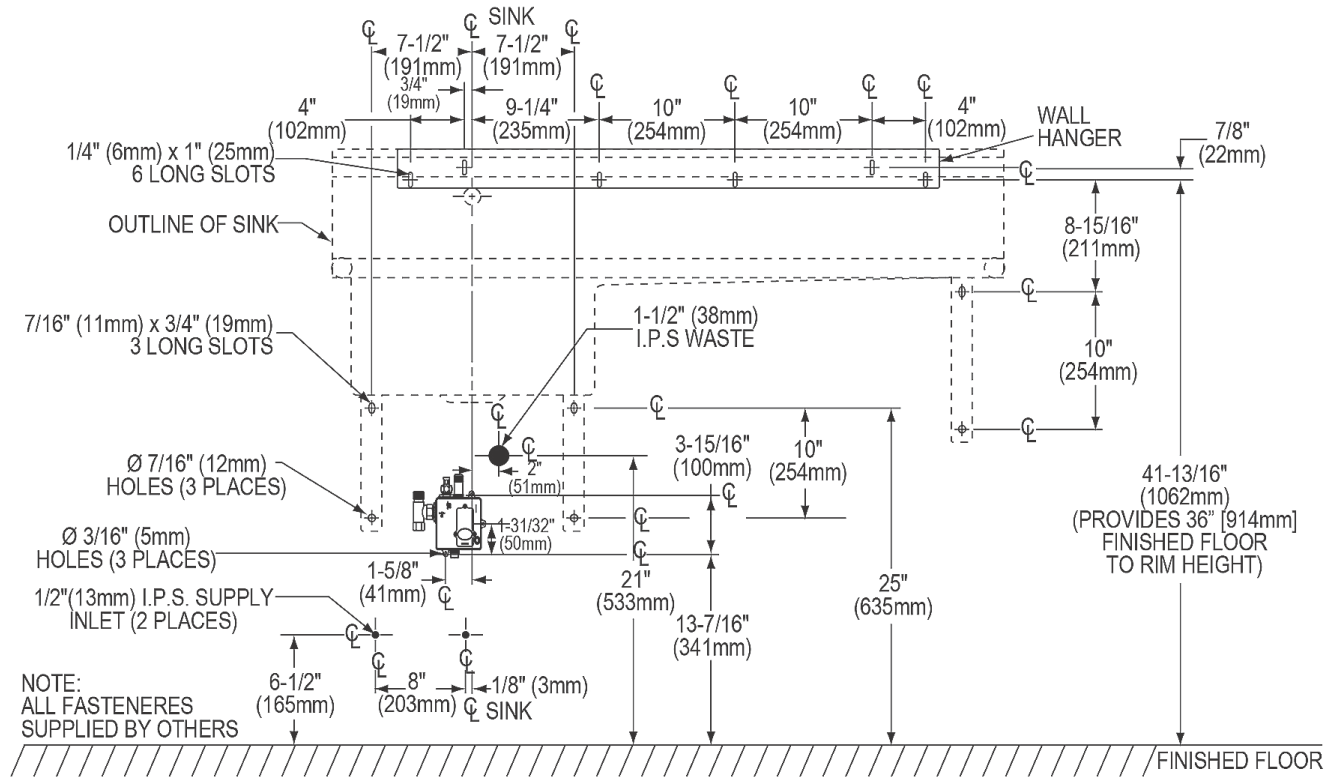 ℄ SINK
℄
℄
7-1/2"
(191mm)
7-1/2"
(191mm)
3/4"
(19mm)
4"
(102mm)
9-1/4"
(235mm)
℄
10"
(254mm)
℄
10"
(254mm)
℄
℄
4"
(102mm)
WALL
HANGER
7/8"
(22mm)
1/4" (6mm) x 1" (25mm)
6 LONG SLOTS
℄
OUTLINE OF SINK
8-15/16"
(211mm)
℄
7/16" (11mm) x 3/4" (19mm)
3 LONG SLOTS
1-1/2" (38mm)
I.P.S WASTE
10"
(254mm)
℄
℄
℄
℄
2"
(51mm)
3-15/16"
(100mm)
10"
(254mm)
℄
Ø 7/16" (12mm)
HOLES (3 PLACES)
41-13/16"
(1062mm)
(PROVIDES 36” [914mm]
FINISHED FLOOR
TO RIM HEIGHT)
1-31/32"
(50mm)
℄
℄
Ø 3/16" (5mm)
HOLES (3 PLACES)
1-5/8"
(41mm)
℄
21"
(533mm)
25"
(635mm)
1/2"(13mm) I.P.S. SUPPLY
INLET (2 PLACES)
13-7/16"
(341mm)
℄
℄
℄
6-1/2"
(165mm)
8"
(203mm)
1/8" (3mm)
℄ SINK
NOTE:
ALL FASTENERES
SUPPLIED BY OTHERS
FINISHED FLOOR